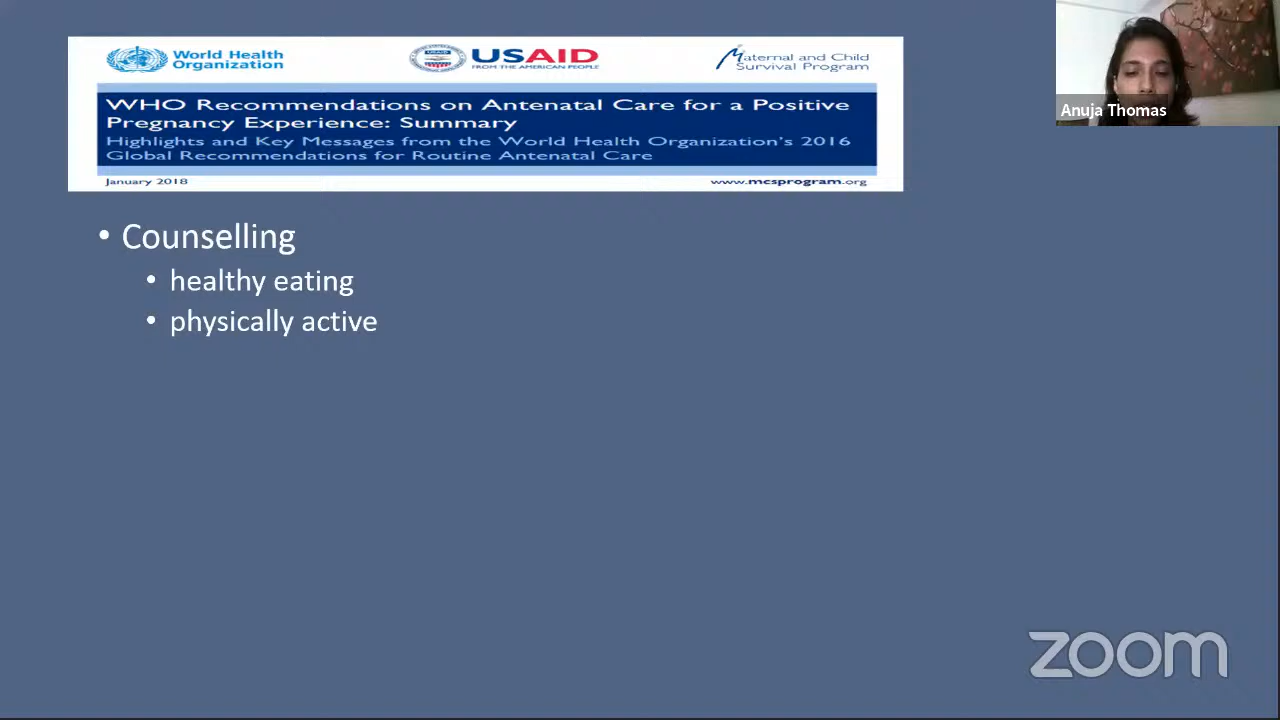 World Health
Organization
USAID
FROM THE AMERICAN PEOPLE
Maternal and Child
Survival Program
WHO Recommendations on Antenatal Care for a Positive
Pregnancy Experience: Summary
Highlights and Key Messages from the World Health Organization's 2016
Global Recommendations for Routine Antenatal Care
January 2018
www.mcsprogram.org
Anuja Thomas
• Counselling
• healthy eating
• physically active
zoom